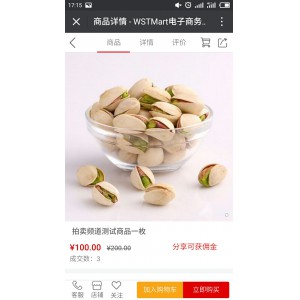 17:15
商品详情 - WSTMart电子商务..
商品 详情 评价
拍卖频道测试商品一枚
¥100.00 ¥200.00 分享可获佣金
成交数：3
客服 店铺 关注 加入购物车 立即购买